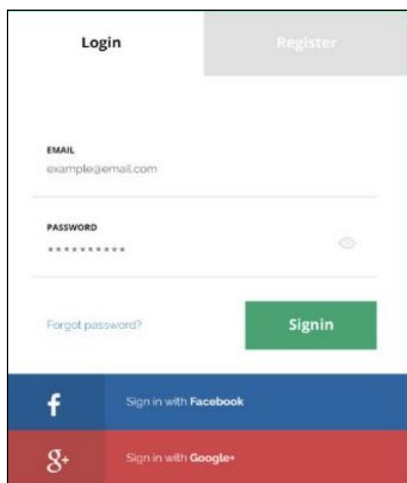 Login
Register
EMAIL
example@email.com
PASSWORD
**********
Forgot password?
Signin
f
Sign in with Facebook
g+
Sign in with Google+